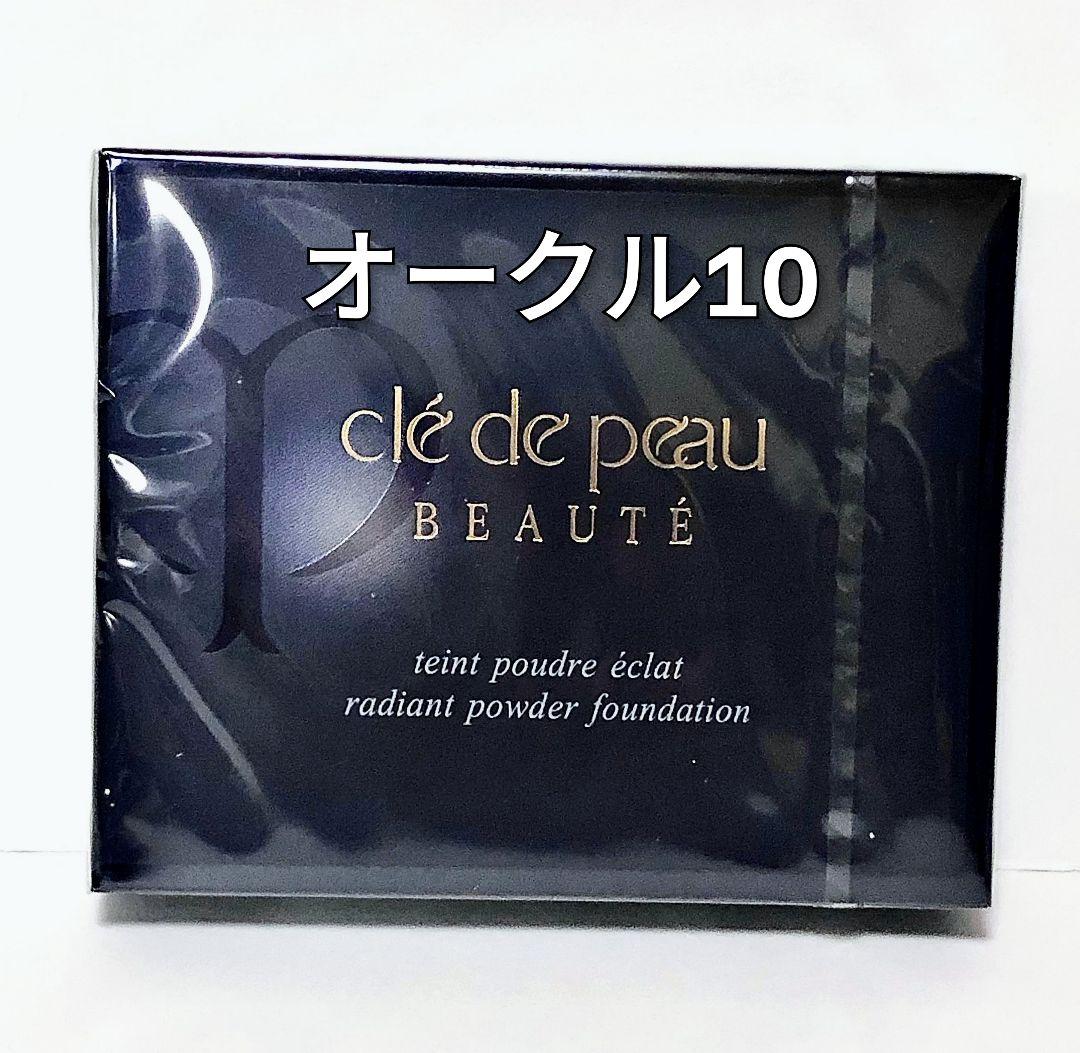 オークル10
clé de peau
BEAUTÉ
teint poudre éclat
radiant powder foundation